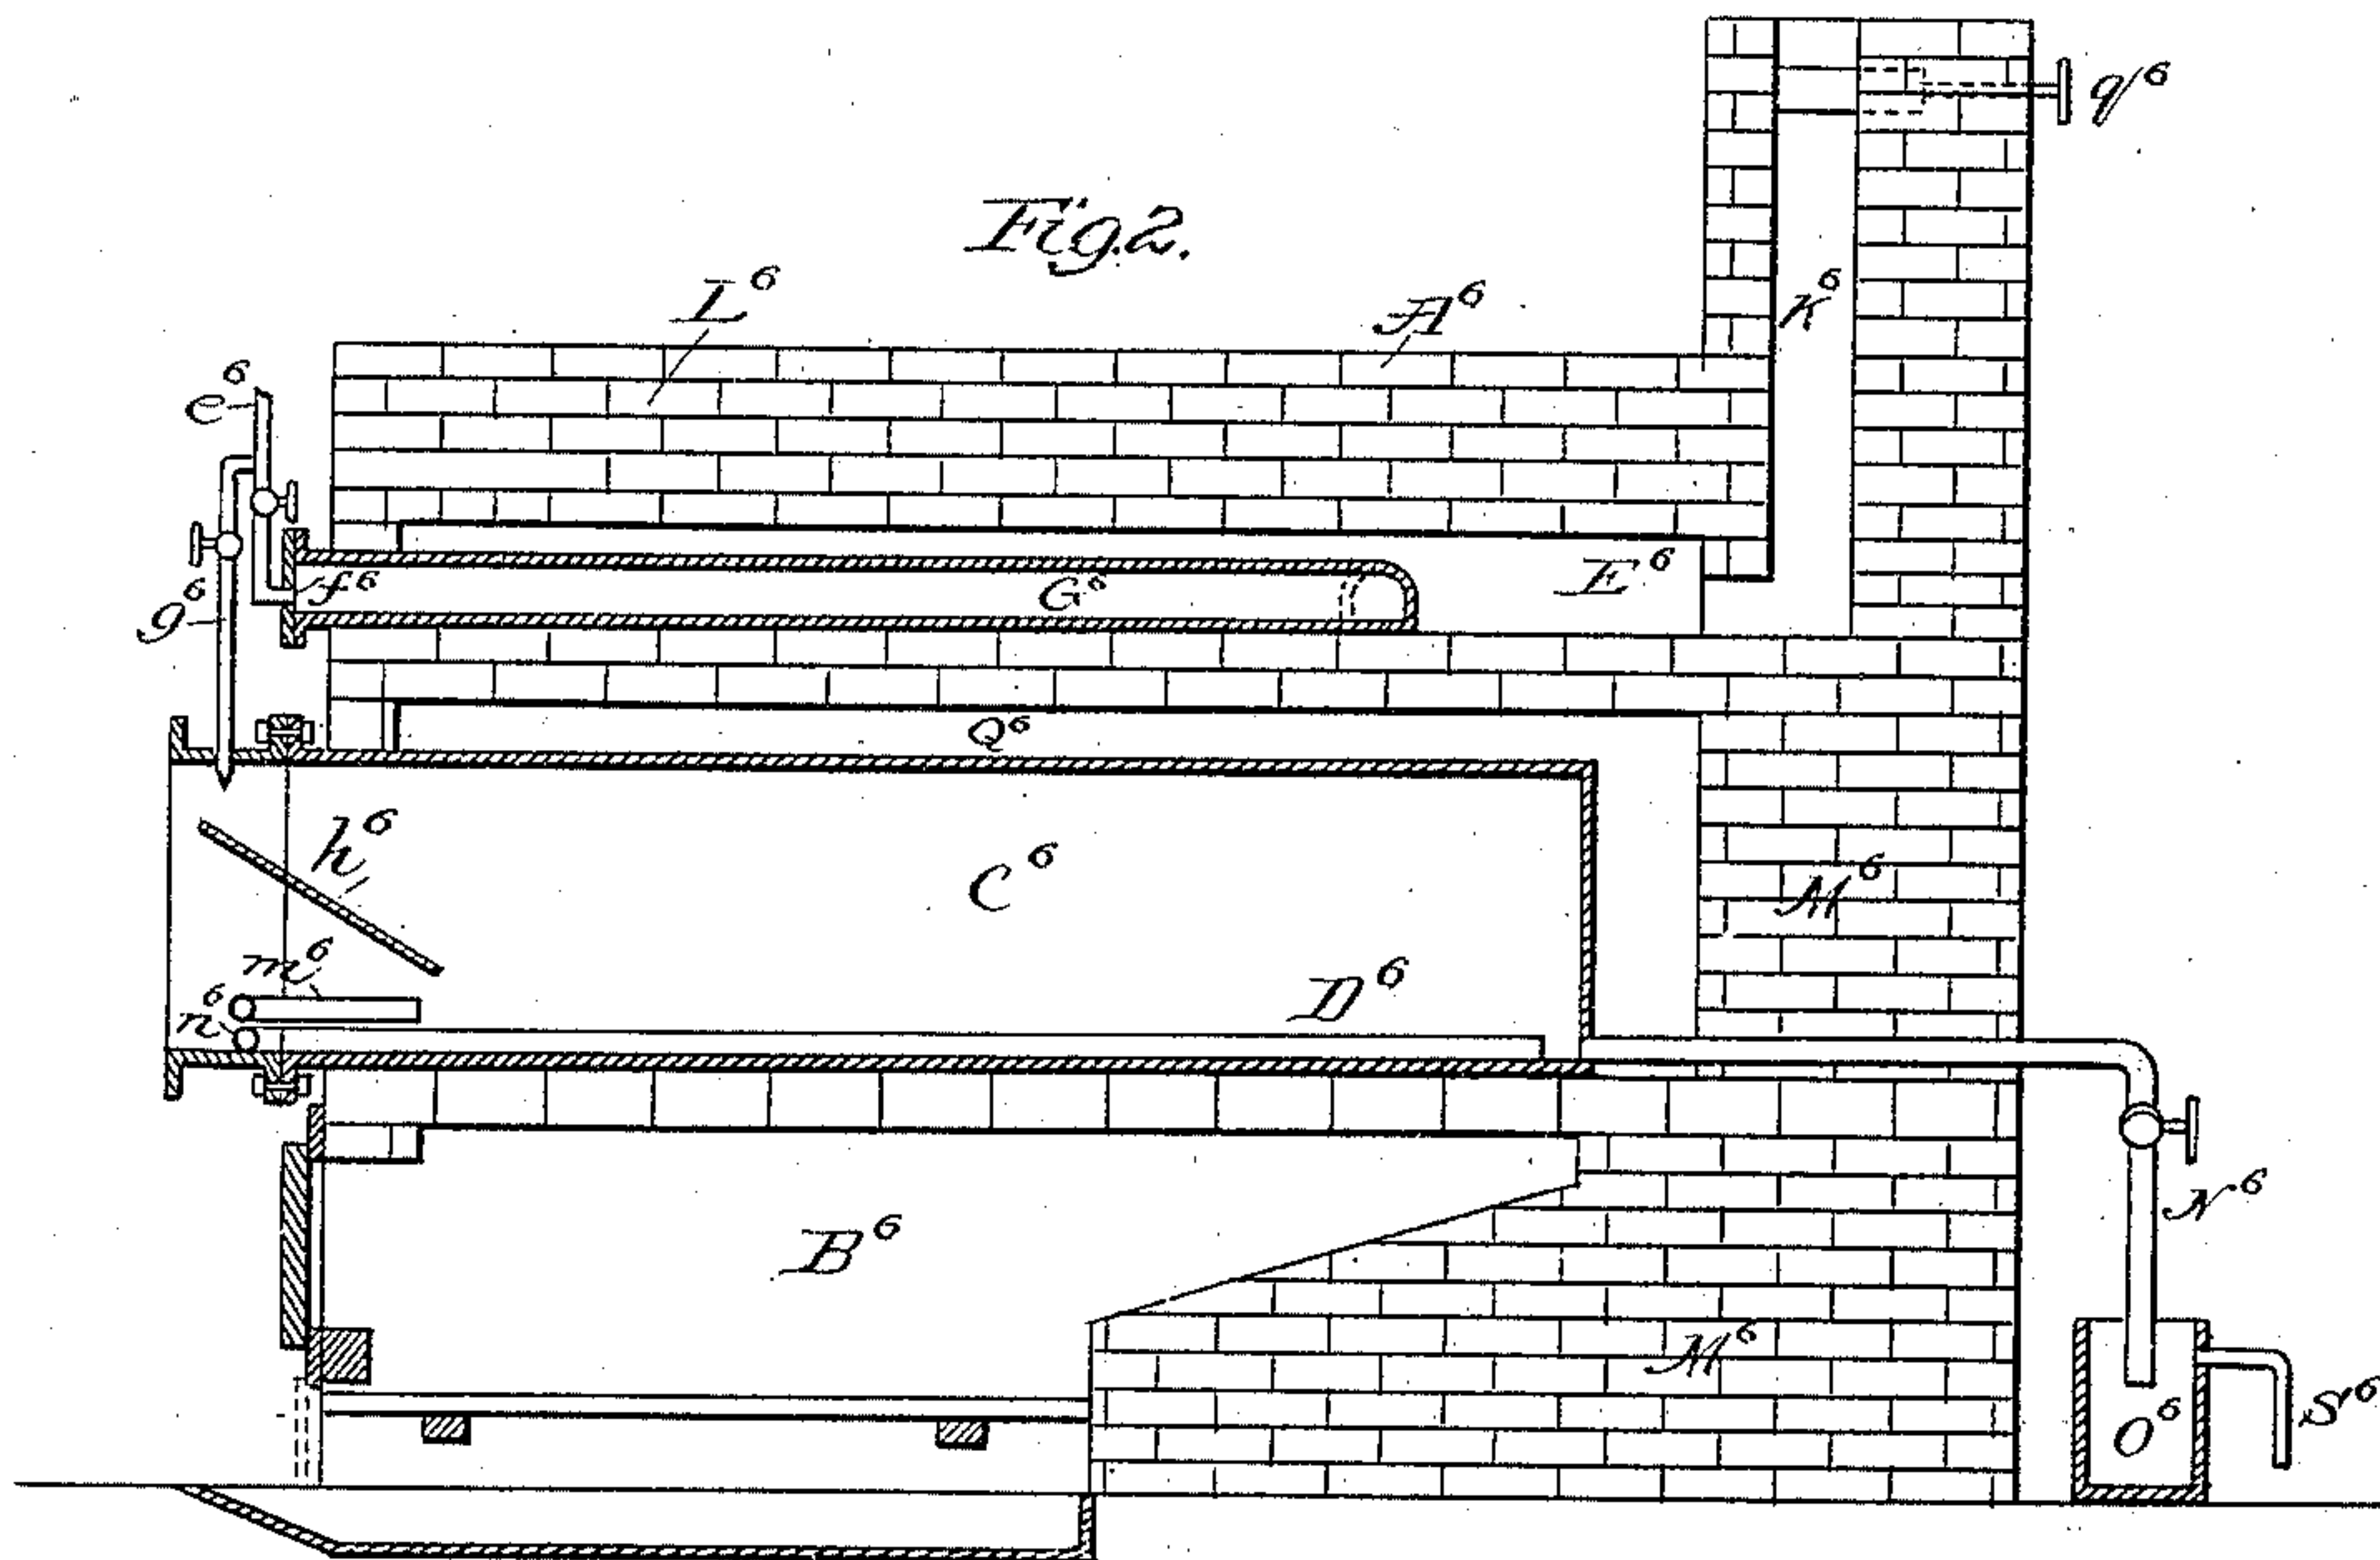 q⁶
Fig. 2.
L⁶
A⁶
K⁶
e⁶
f⁶
G⁶
E⁶
g⁶
Q⁶
h⁶
C⁶
M⁶
m⁶
D⁶
n⁶
N⁶
B⁶
M⁶
S⁶
O⁶